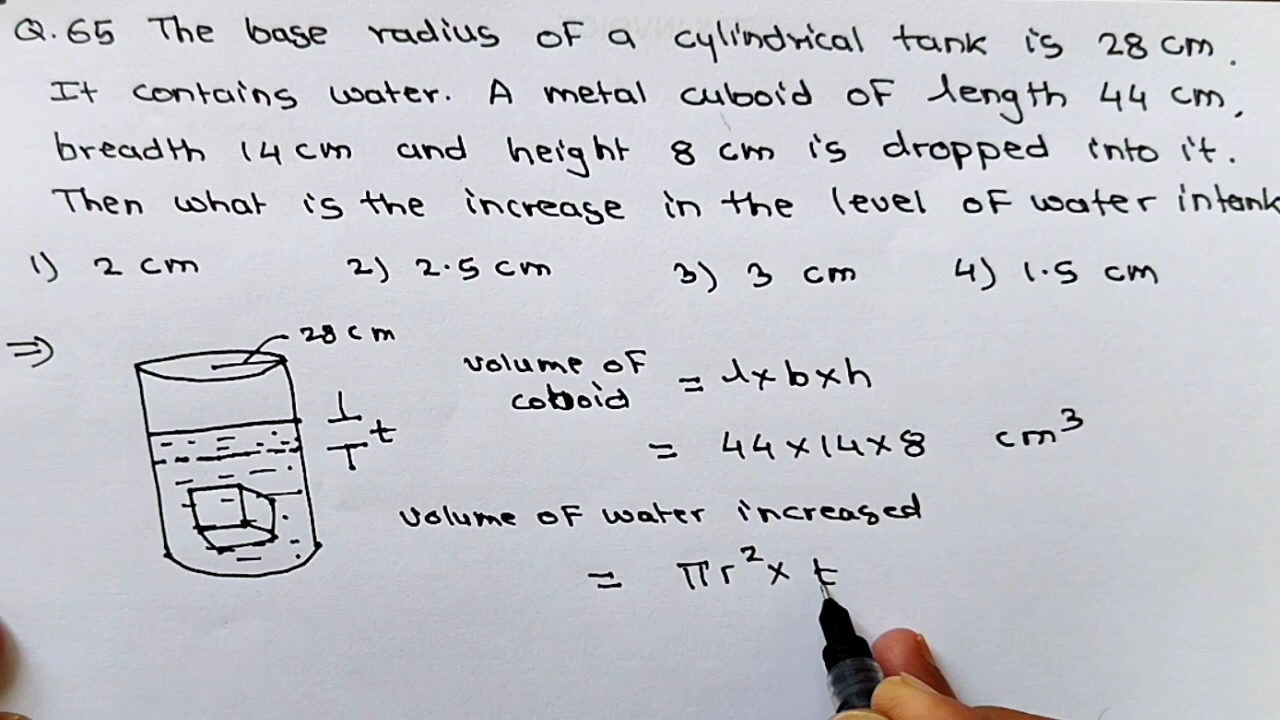 Q.65 The base radius of a cylindrical tank is 28 cm.
It contains water. A metal cuboid of length 44 cm,
breadth 14 cm and height 8 cm is dropped into it.
Then what is the increase in the level of water in tank
1) 2 cm 2) 2.5 cm 3) 3 cm 4) 1.5 cm
⇒ 28 cm
volume of
coboid = l×b×h
t
= 44×14×8 cm³
volume of water increased
= πr²× t